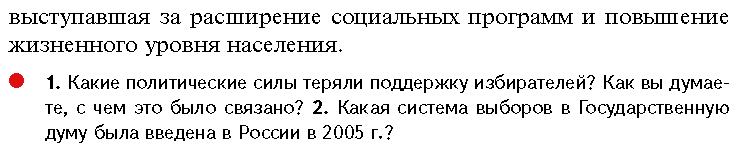 выступавшая за расширение социальных программ и повышение
жизненного уровня населения.
1. Какие политические силы теряли поддержку избирателей? Как вы думае-
те, с чем это было связано? 2. Какая система выборов в Государственную
думу была введена в России в 2005 г.?